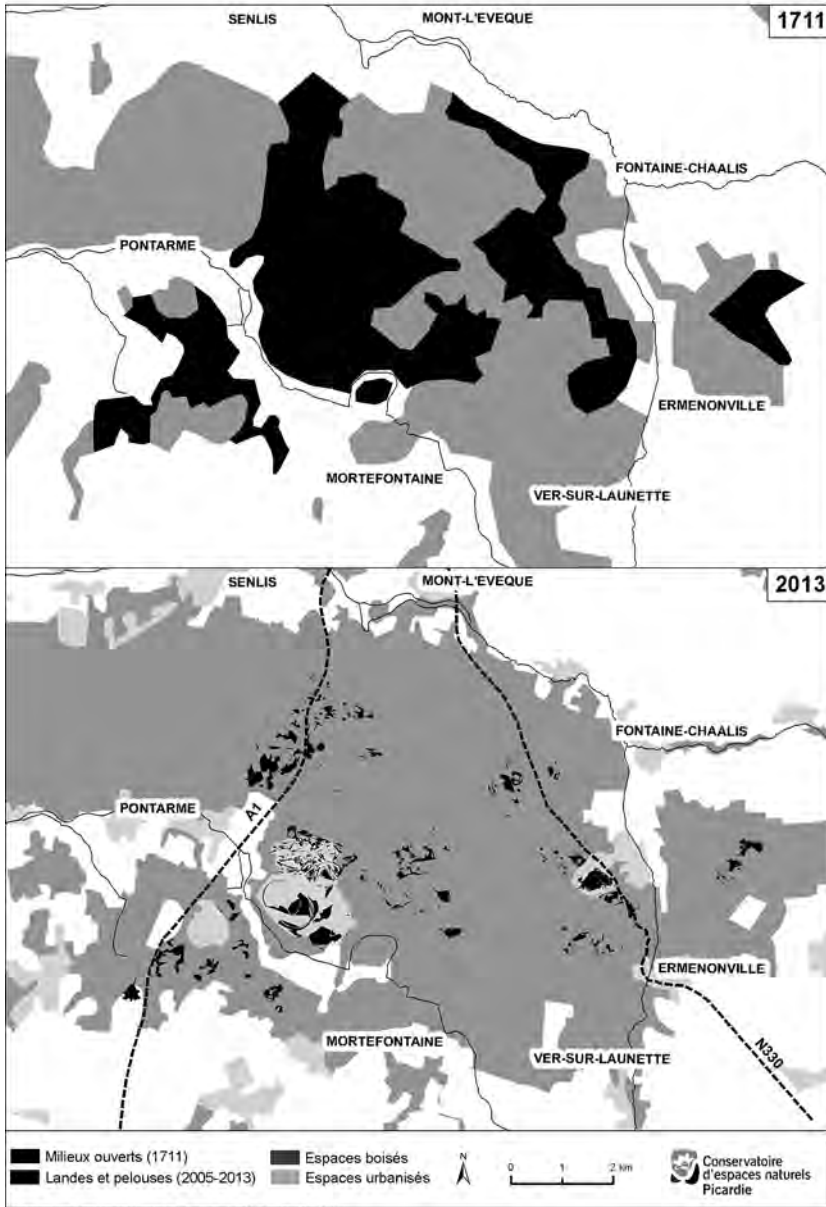 SENLIS
MONT-L'EVEQUE
1711
FONTAINE-CHAALIS
PONTARME
ERMENONVILLE
MORTEFONTAINE
VER-SUR-LAUNETTE
SENLIS
MONT-L'EVEQUE
2013
FONTAINE-CHAALIS
PONTARME
A1
ERMENONVILLE
MORTEFONTAINE
VER-SUR-LAUNETTE
N330
Milieux ouverts (1711)
Landes et pelouses (2005-2013)
Espaces boisés
Espaces urbanisés
N
0 1 2 km
Conservatoire
d'espaces naturels
Picardie